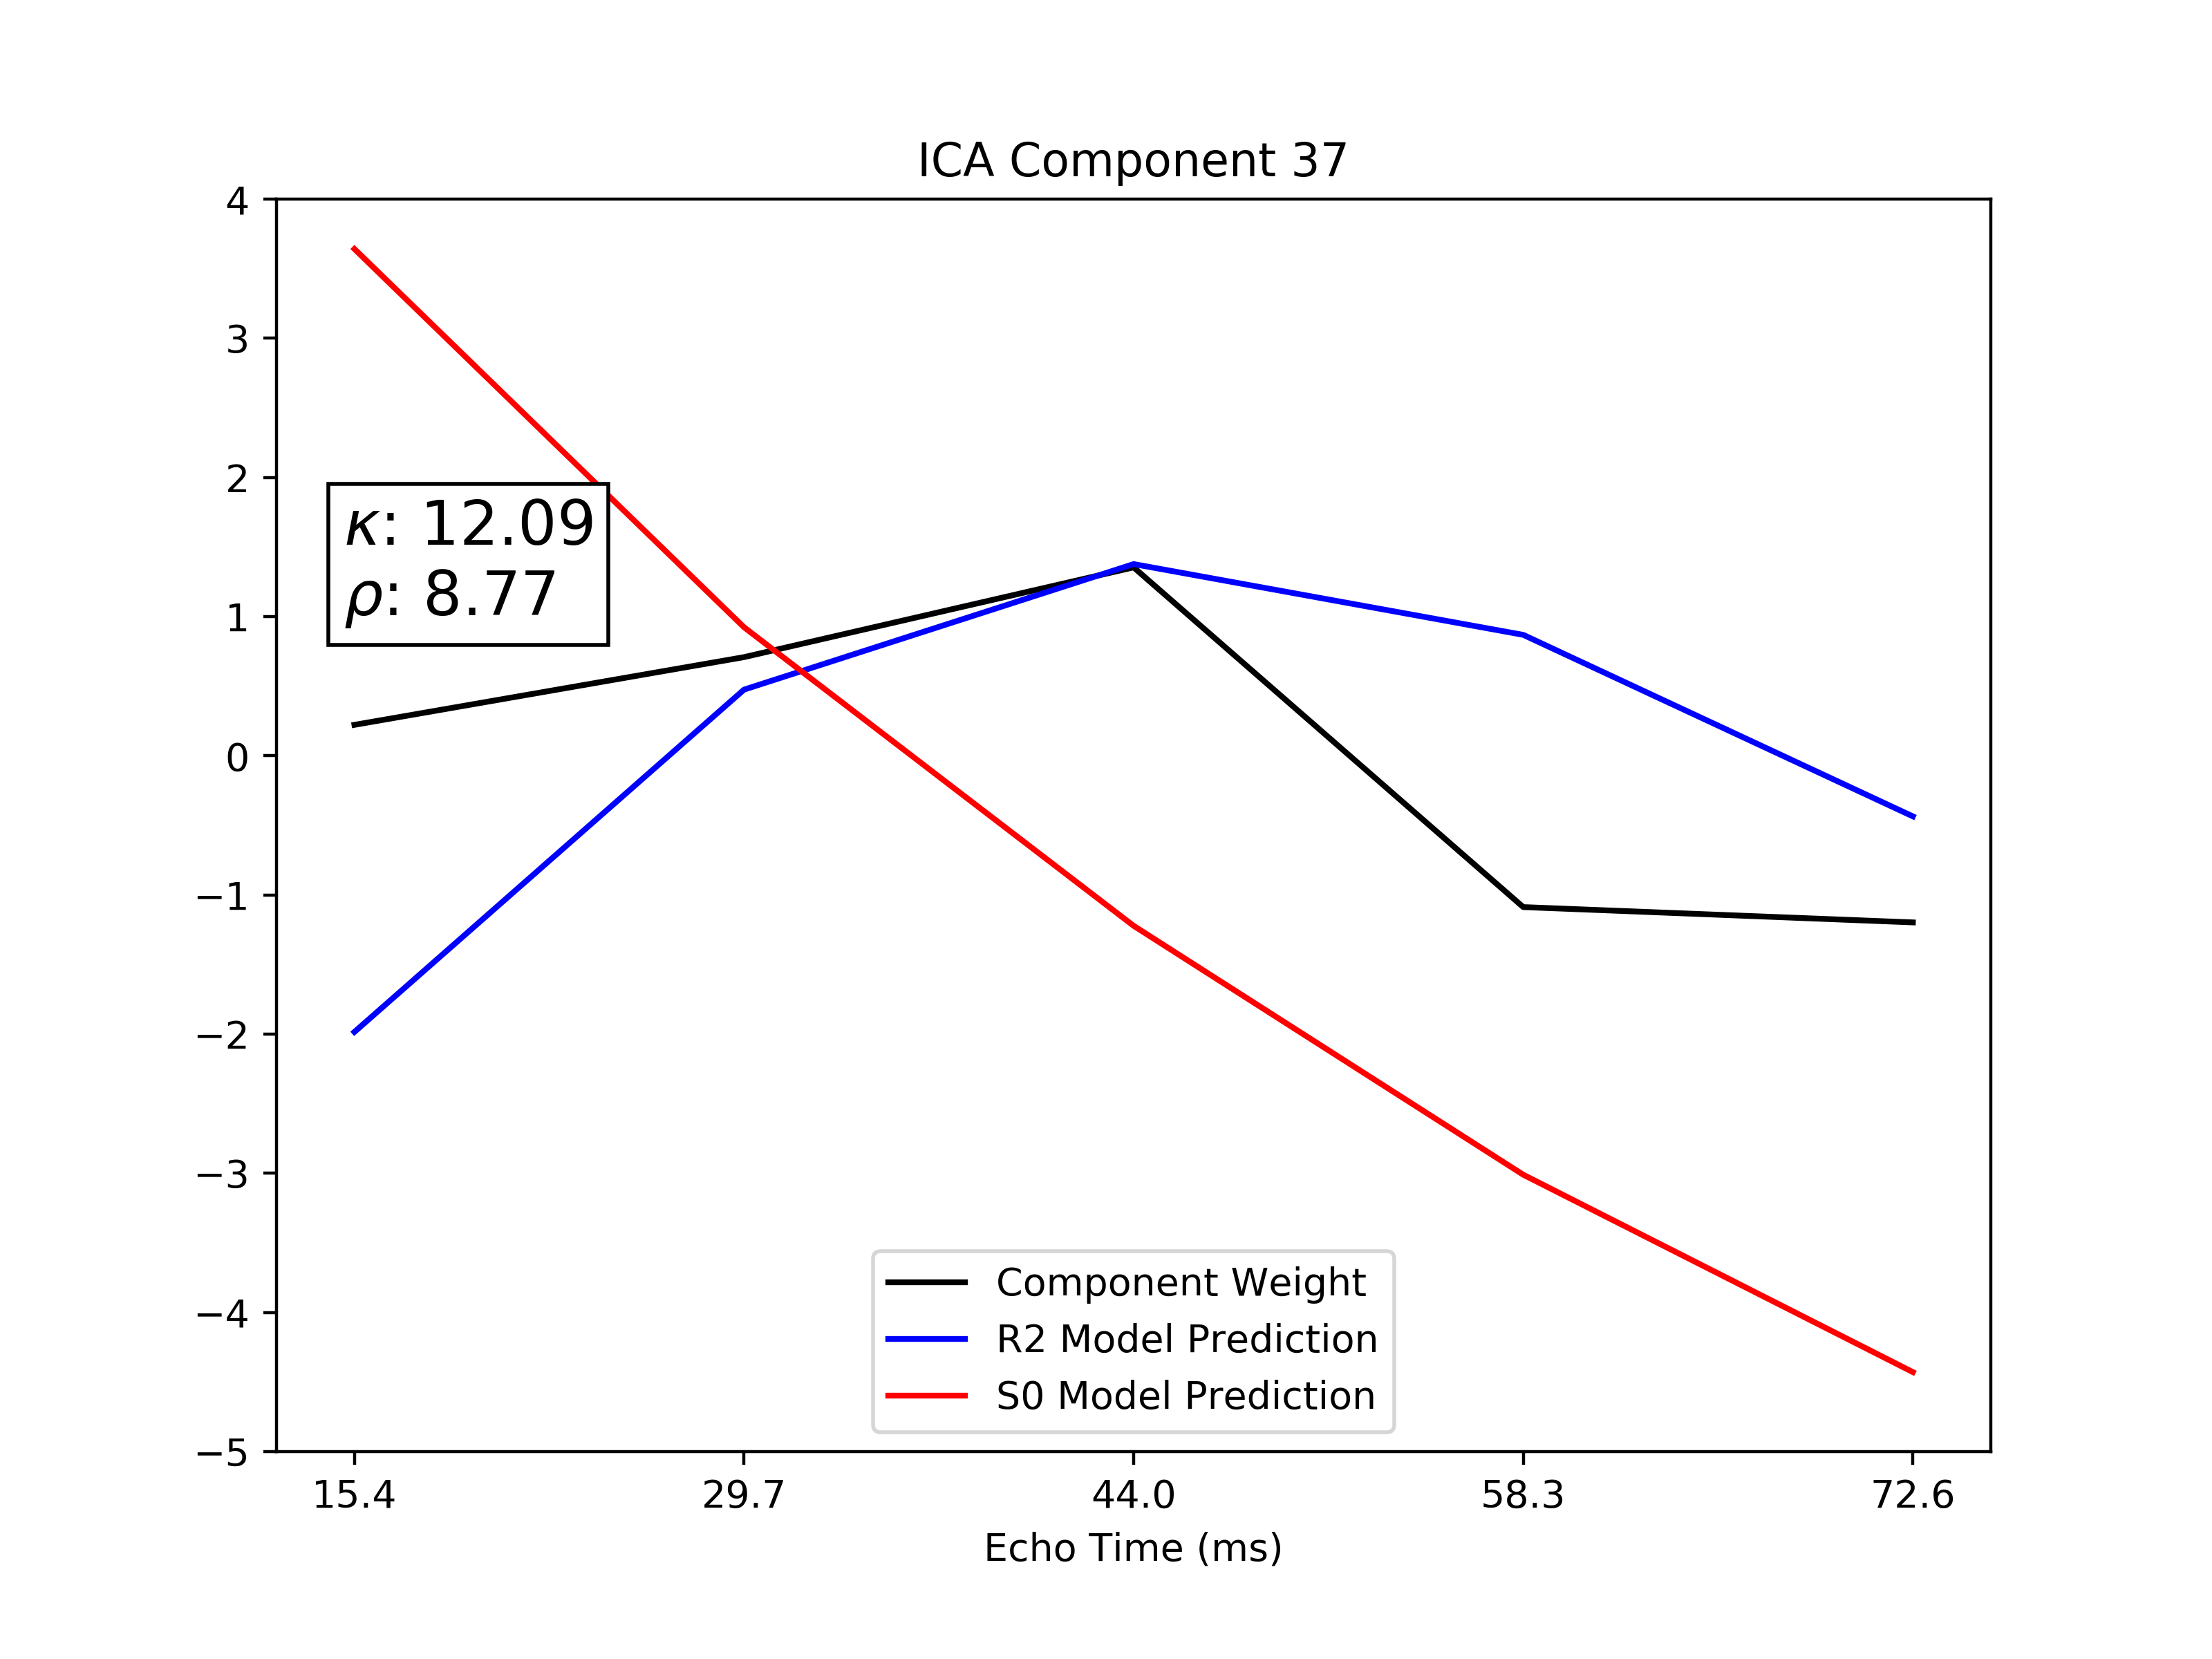 ICA Component 37
4
3
2
1
0
−1
−2
−3
−4
−5
κ: 12.09
ρ: 8.77
Component Weight
R2 Model Prediction
S0 Model Prediction
15.4 29.7 44.0 58.3 72.6
Echo Time (ms)